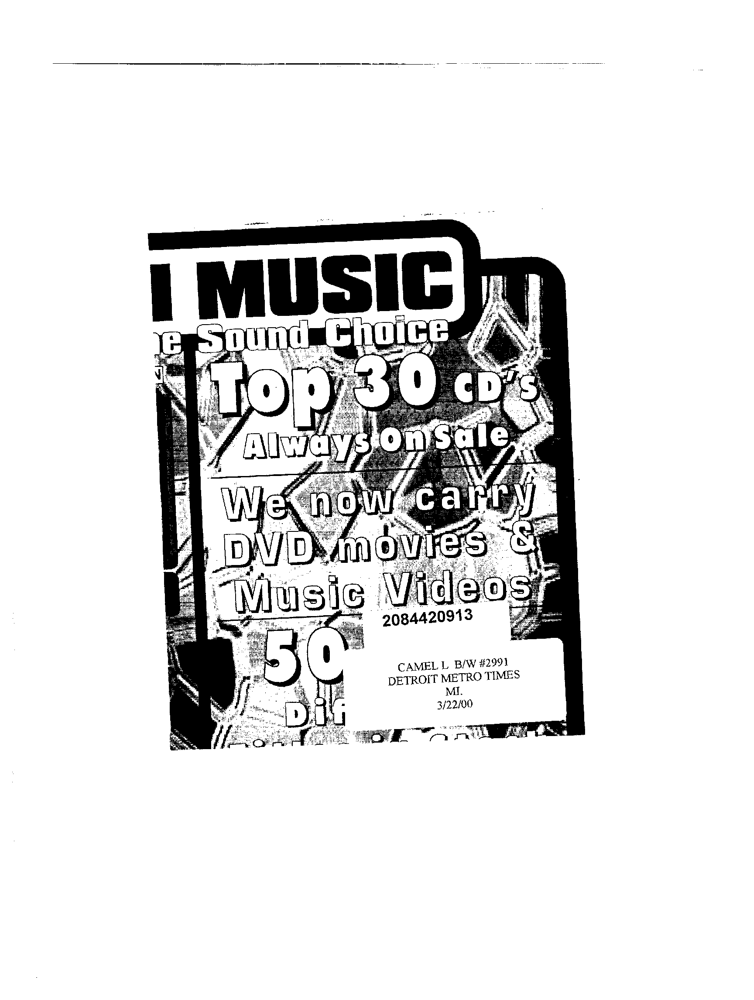 MUSIC
Sound Choice
Top 30 CD's
Always On Sale
We now carry
DVD movies &
Music Videos
2084420913
50
CAMEL L B/W #2991
DETROIT METRO TIMES
MI.
3/22/00